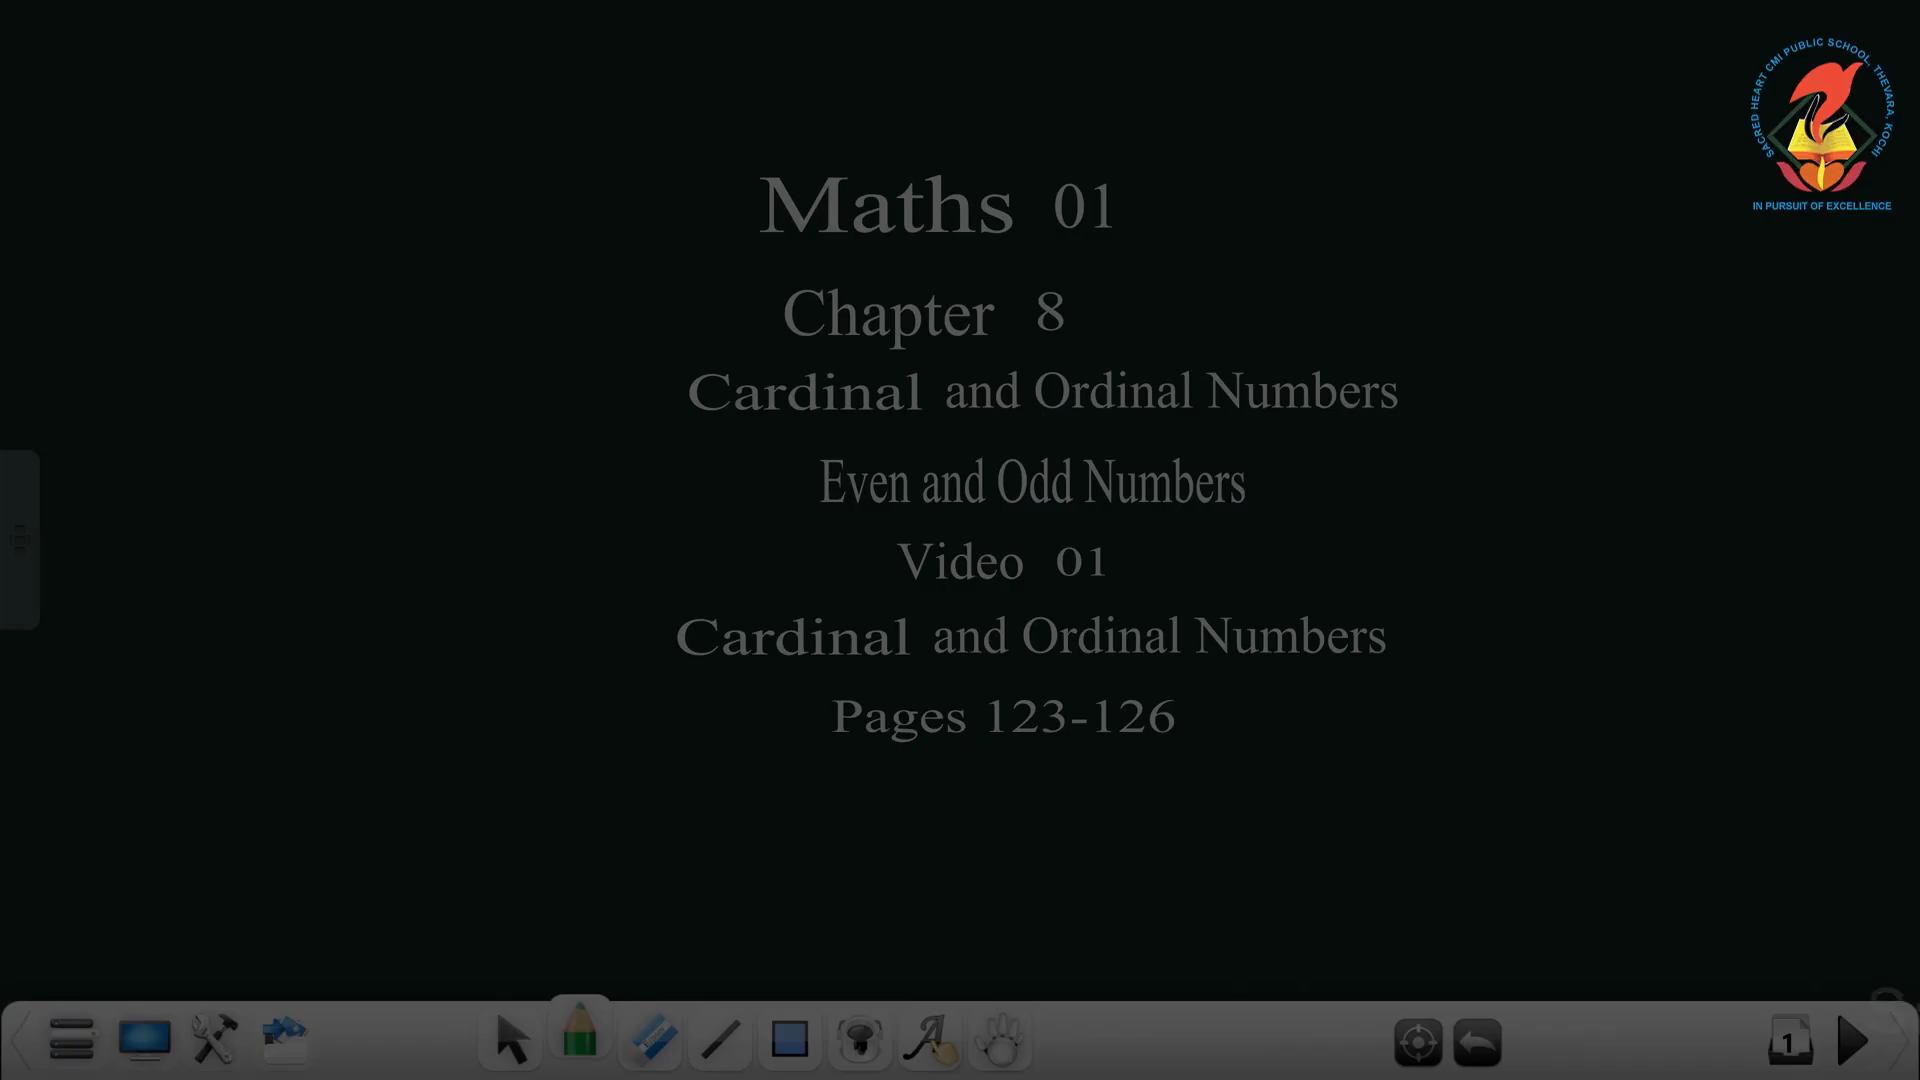 SACRED HEART CMI PUBLIC SCHOOL, THEVARA, KOCHI
IN PURSUIT OF EXCELLENCE
Maths 01
Chapter 8
Cardinal and Ordinal Numbers
Even and Odd Numbers
Video 01
Cardinal and Ordinal Numbers
Pages 123-126
A
1